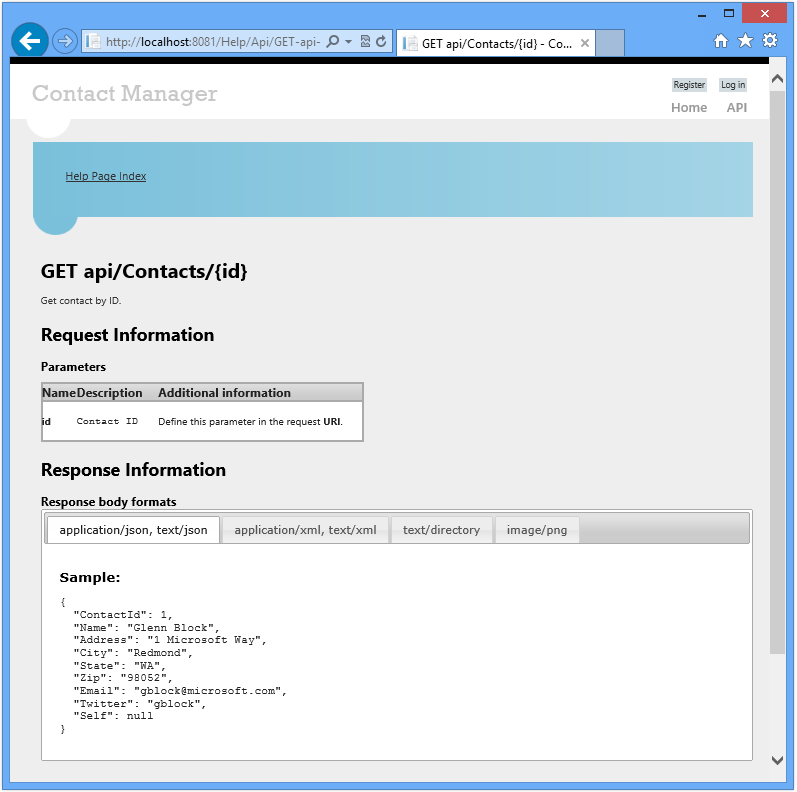 http://localhost:8081/Help/Api/GET-api-
GET api/Contacts/{id} - Co...
Contact Manager
Register Log in
Home API
Help Page Index
GET api/Contacts/{id}
Get contact by ID.
Request Information
Parameters
Name Description Additional information
id Contact ID Define this parameter in the request URI.
Response Information
Response body formats
application/json, text/json application/xml, text/xml text/directory image/png
Sample:
{
"ContactId": 1,
"Name": "Glenn Block",
"Address": "1 Microsoft Way",
"City": "Redmond",
"State": "WA",
"Zip": "98052",
"Email": "gblock@microsoft.com",
"Twitter": "gblock",
"Self": null
}